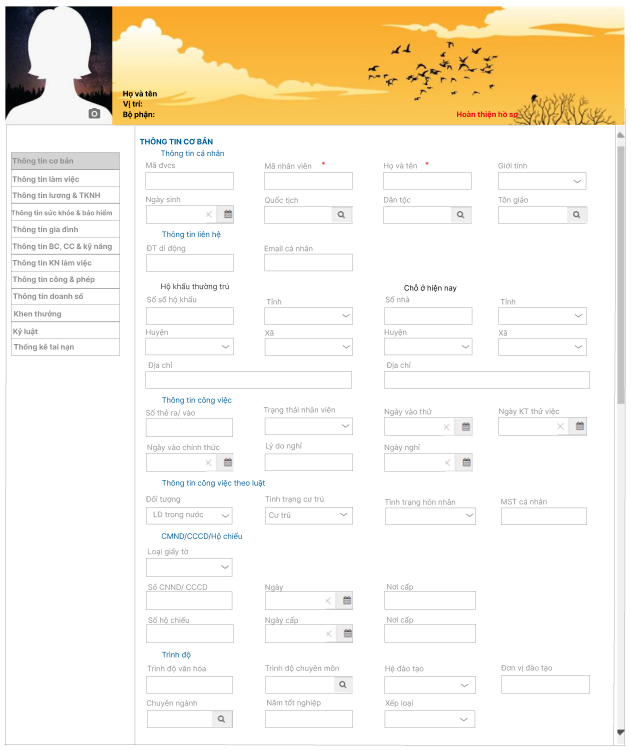 Họ và tên
Vị trí:
Bộ phận:
Hoàn thiện hồ sơ
Thông tin cơ bản
Thông tin làm việc
Thông tin lương & TKNH
Thông tin sức khỏe & bảo hiểm
Thông tin gia đình
Thông tin BC, CC & kỹ năng
Thông tin KN làm việc
Thông tin công & phép
Thông tin doanh số
Khen thưởng
Kỷ luật
Thống kê tai nạn
THÔNG TIN CƠ BẢN
Thông tin cá nhân
Mã đvcs Mã nhân viên * Họ và tên * Giới tính
Ngày sinh Quốc tịch Dân tộc Tôn giáo
Thông tin liên hệ
ĐT di động Email cá nhân
Hộ khẩu thường trú Chỗ ở hiện nay
Số sổ hộ khẩu Tỉnh Số nhà Tỉnh
Huyện Xã Huyện Xã
Địa chỉ Địa chỉ
Thông tin công việc
Số thẻ ra/ vào Trạng thái nhân viên Ngày vào thử Ngày KT thử việc
Ngày vào chính thức Lý do nghỉ Ngày nghỉ
Thông tin công việc theo luật
Đối tượng Tình trạng cư trú Tình trạng hôn nhân MST cá nhân
LD trong nước Cư trú
CMND/CCCD/Hộ chiếu
Loại giấy tờ
Số CNND/ CCCD Ngày Nơi cấp
Số hộ chiếu Ngày cấp Nơi cấp
Trình độ
Trình độ văn hóa Trình độ chuyên môn Hệ đào tạo Đơn vị đào tạo
Chuyên ngành Năm tốt nghiệp Xếp loại